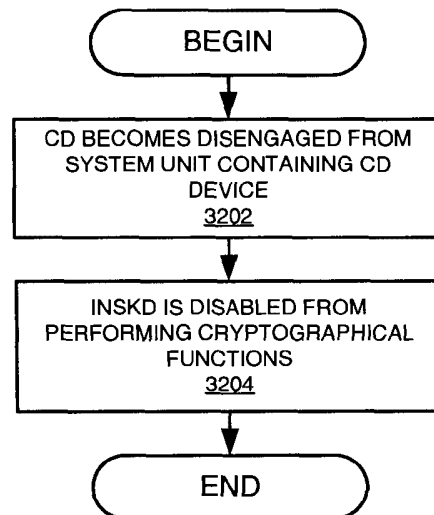 BEGIN
CD BECOMES DISENGAGED FROM
SYSTEM UNIT CONTAINING CD
DEVICE
3202
INSKD IS DISABLED FROM
PERFORMING CRYPTOGRAPHICAL
FUNCTIONS
3204
END